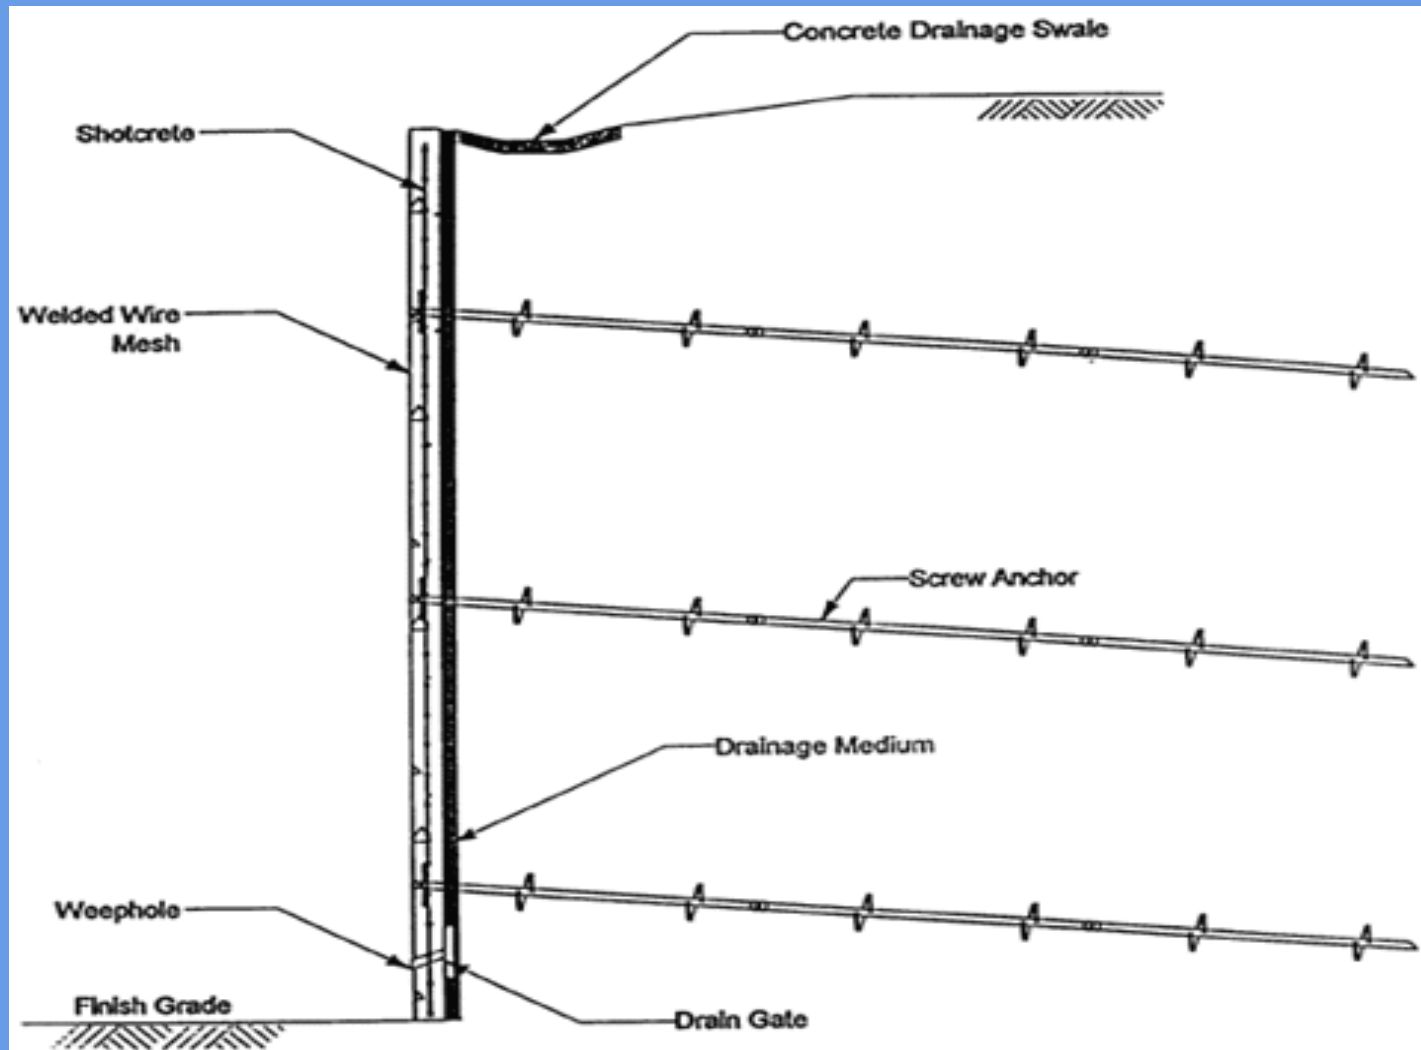 Concrete Drainage Swale
Shotcrete
Welded Wire
Mesh
Screw Anchor
Drainage Medium
Weephole
Finish Grade
Drain Gate